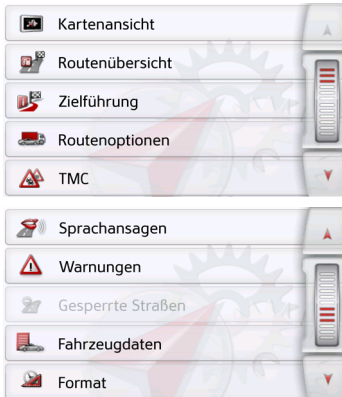 Kartenansicht
Routenübersicht
Zielführung
Routenoptionen
TMC
Sprachansagen
Warnungen
Gesperrte Straßen
Fahrzeugdaten
Format